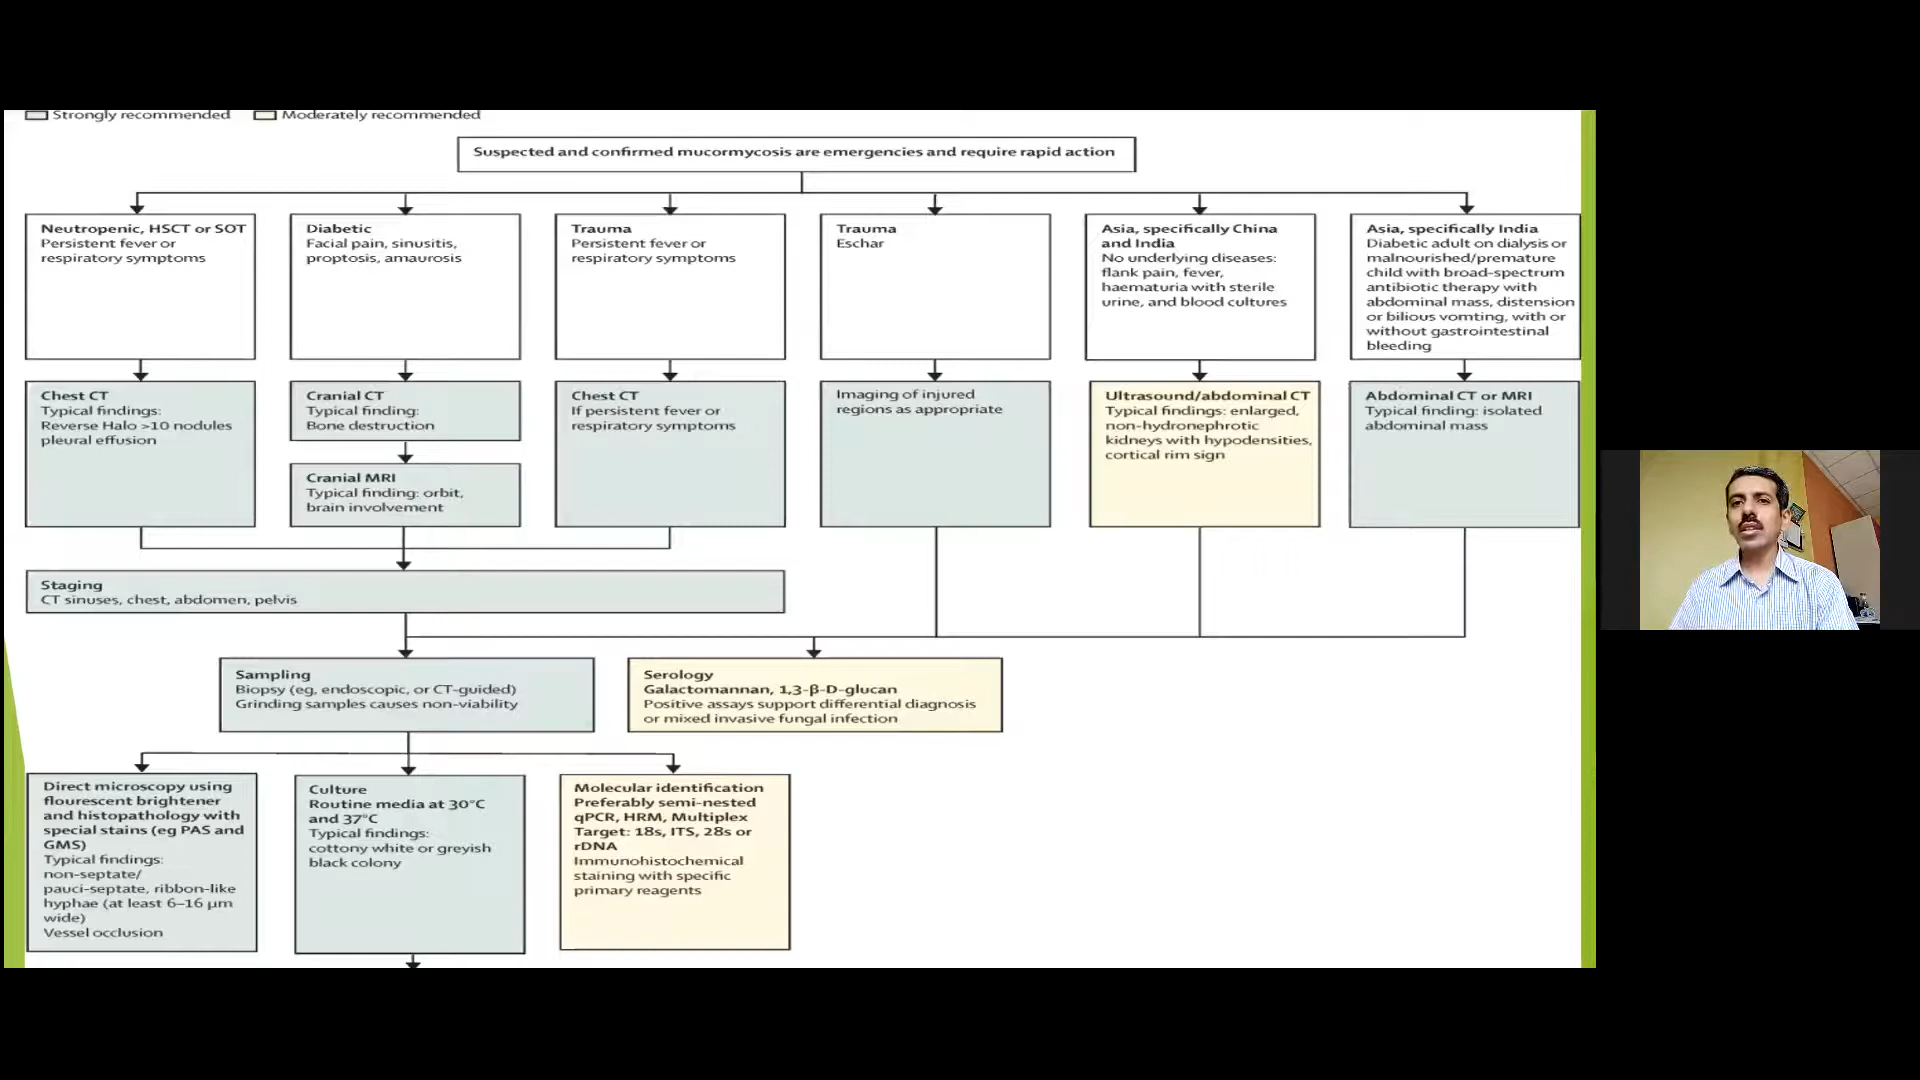 Strongly recommended
Moderately recommended
Suspected and confirmed mucormycosis are emergencies and require rapid action
Neutropenic, HSCT or SOT
Persistent fever or
respiratory symptoms
Diabetic
Facial pain, sinusitis,
proptosis, amaurosis
Trauma
Persistent fever or
respiratory symptoms
Trauma
Eschar
Asia, specifically China
and India
No underlying diseases:
flank pain, fever,
haematuria with sterile
urine, and blood cultures
Asia, specifically India
Diabetic adult on dialysis or
malnourished/premature
child with broad-spectrum
antibiotic therapy with
abdominal mass, distension
or bilious vomting, with or
without gastrointestinal
bleeding
Chest CT
Typical findings:
Reverse Halo >10 nodules
pleural effusion
Cranial CT
Typical finding:
Bone destruction
Cranial MRI
Typical finding: orbit,
brain involvement
Chest CT
If persistent fever or
respiratory symptoms
Imaging of injured
regions as appropriate
Ultrasound/abdominal CT
Typical findings: enlarged,
non-hydronephrotic
kidneys with hypodensities,
cortical rim sign
Abdominal CT or MRI
Typical finding: isolated
abdominal mass
Staging
CT sinuses, chest, abdomen, pelvis
Sampling
Biopsy (eg, endoscopic, or CT-guided)
Grinding samples causes non-viability
Serology
Galactomannan, 1,3-β-D-glucan
Positive assays support differential diagnosis
or mixed invasive fungal infection
Direct microscopy using
flourescent brightener
and histopathology with
special stains (eg PAS and
GMS)
Typical findings:
non-septate/
pauci-septate, ribbon-like
hyphae (at least 6–16 µm
wide)
Vessel occlusion
Culture
Routine media at 30°C
and 37°C
Typical findings:
cottony white or greyish
black colony
Molecular identification
Preferably semi-nested
qPCR, HRM, Multiplex
Target: 18s, ITS, 28s or
rDNA
Immunohistochemical
staining with specific
primary reagents